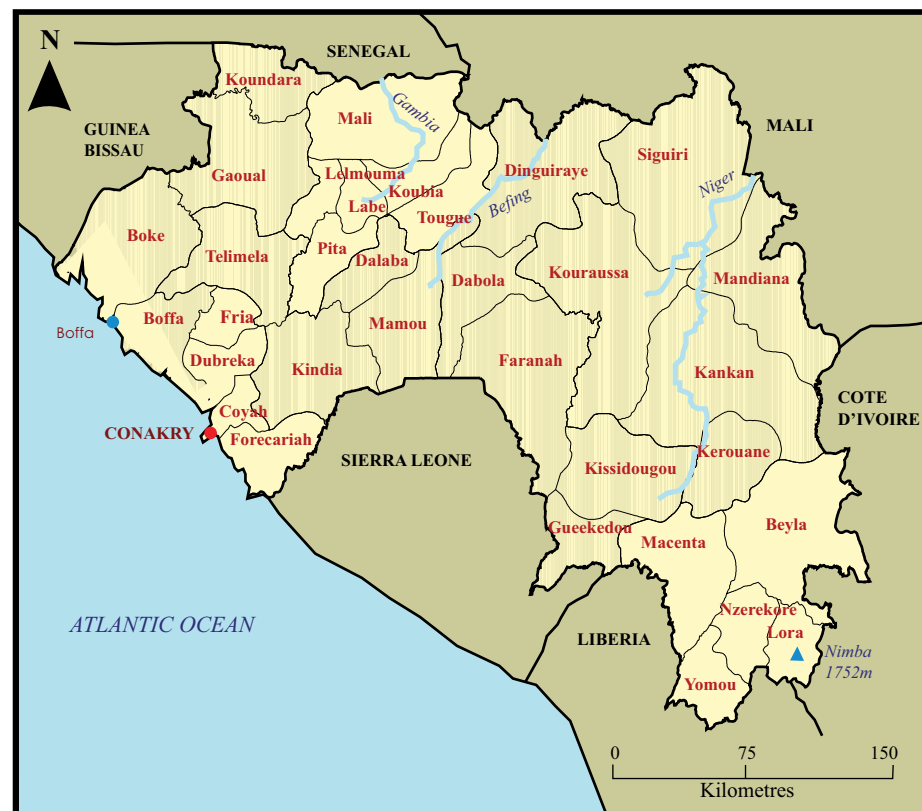 N
SENEGAL
Koundara
Gambia
Mali
GUINEA
BISSAU
MALI
Siguiri
Dinguiraye
Gaoual
Lelmouma
Koubia
Niger
Labe
Befing
Tougue
Boke
Telimela
Pita
Dalaba
Dabola
Kouraussa
Mandiana
Boffa
Boffa
Fria
Mamou
Dubreka
Kindia
Faranah
Kankan
COTE
D'IVOIRE
Coyah
CONAKRY
Forecariah
SIERRA LEONE
Kissidougou
Kerouane
Gueekedou
Macenta
Beyla
ATLANTIC OCEAN
LIBERIA
Nzerekore
Lora
Nimba
1752m
Yomou
0 75 150
Kilometres